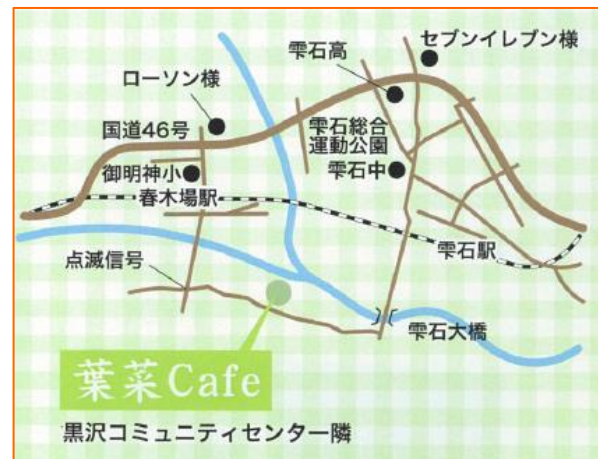 セブンイレブン様
雫石高
ローソン様
国道46号
雫石総合
運動公園
御明神小
雫石中
春木場駅
雫石駅
点滅信号
雫石大橋
葉菜Cafe
黒沢コミュニティセンター隣